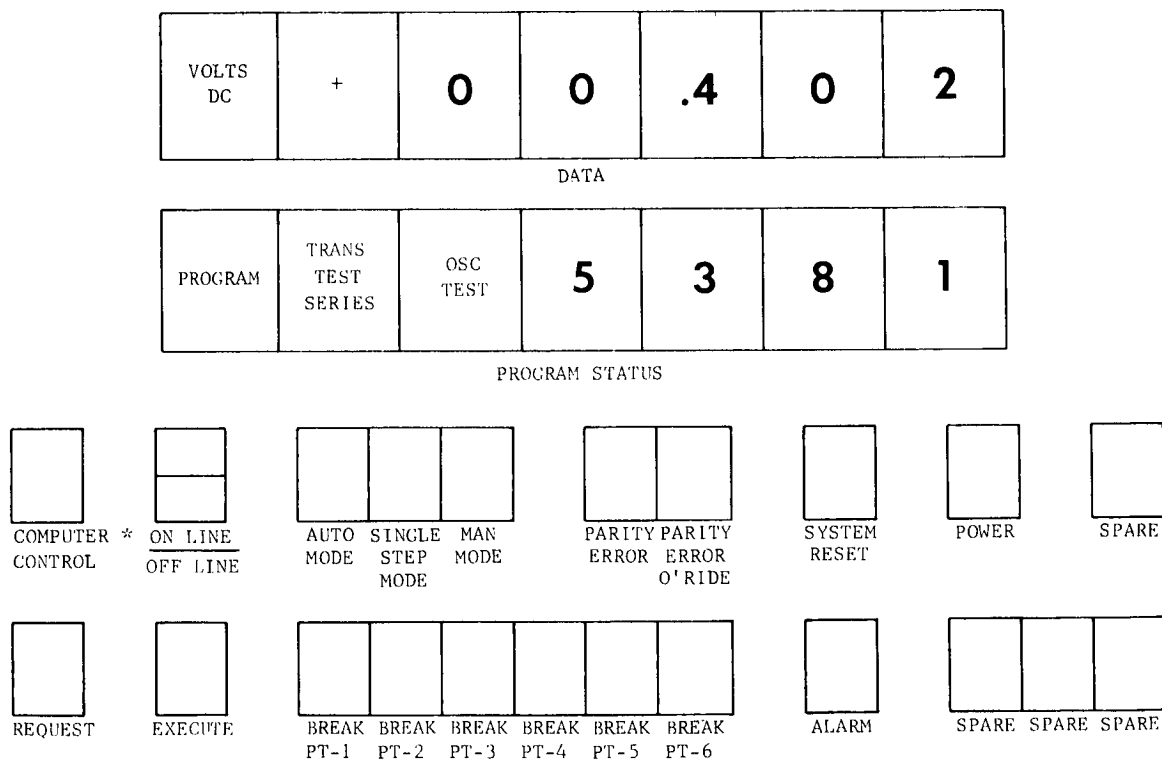 VOLTS DC + 0 0 .4 0 2
DATA
PROGRAM TRANS TEST SERIES OSC TEST 5 3 8 1
PROGRAM STATUS
COMPUTER CONTROL * ON LINE OFF LINE AUTO MODE SINGLE STEP MODE MAN MODE PARITY ERROR PARITY ERROR O'RIDE SYSTEM RESET POWER SPARE
REQUEST EXECUTE BREAK PT-1 BREAK PT-2 BREAK PT-3 BREAK PT-4 BREAK PT-5 BREAK PT-6 ALARM SPARE SPARE SPARE